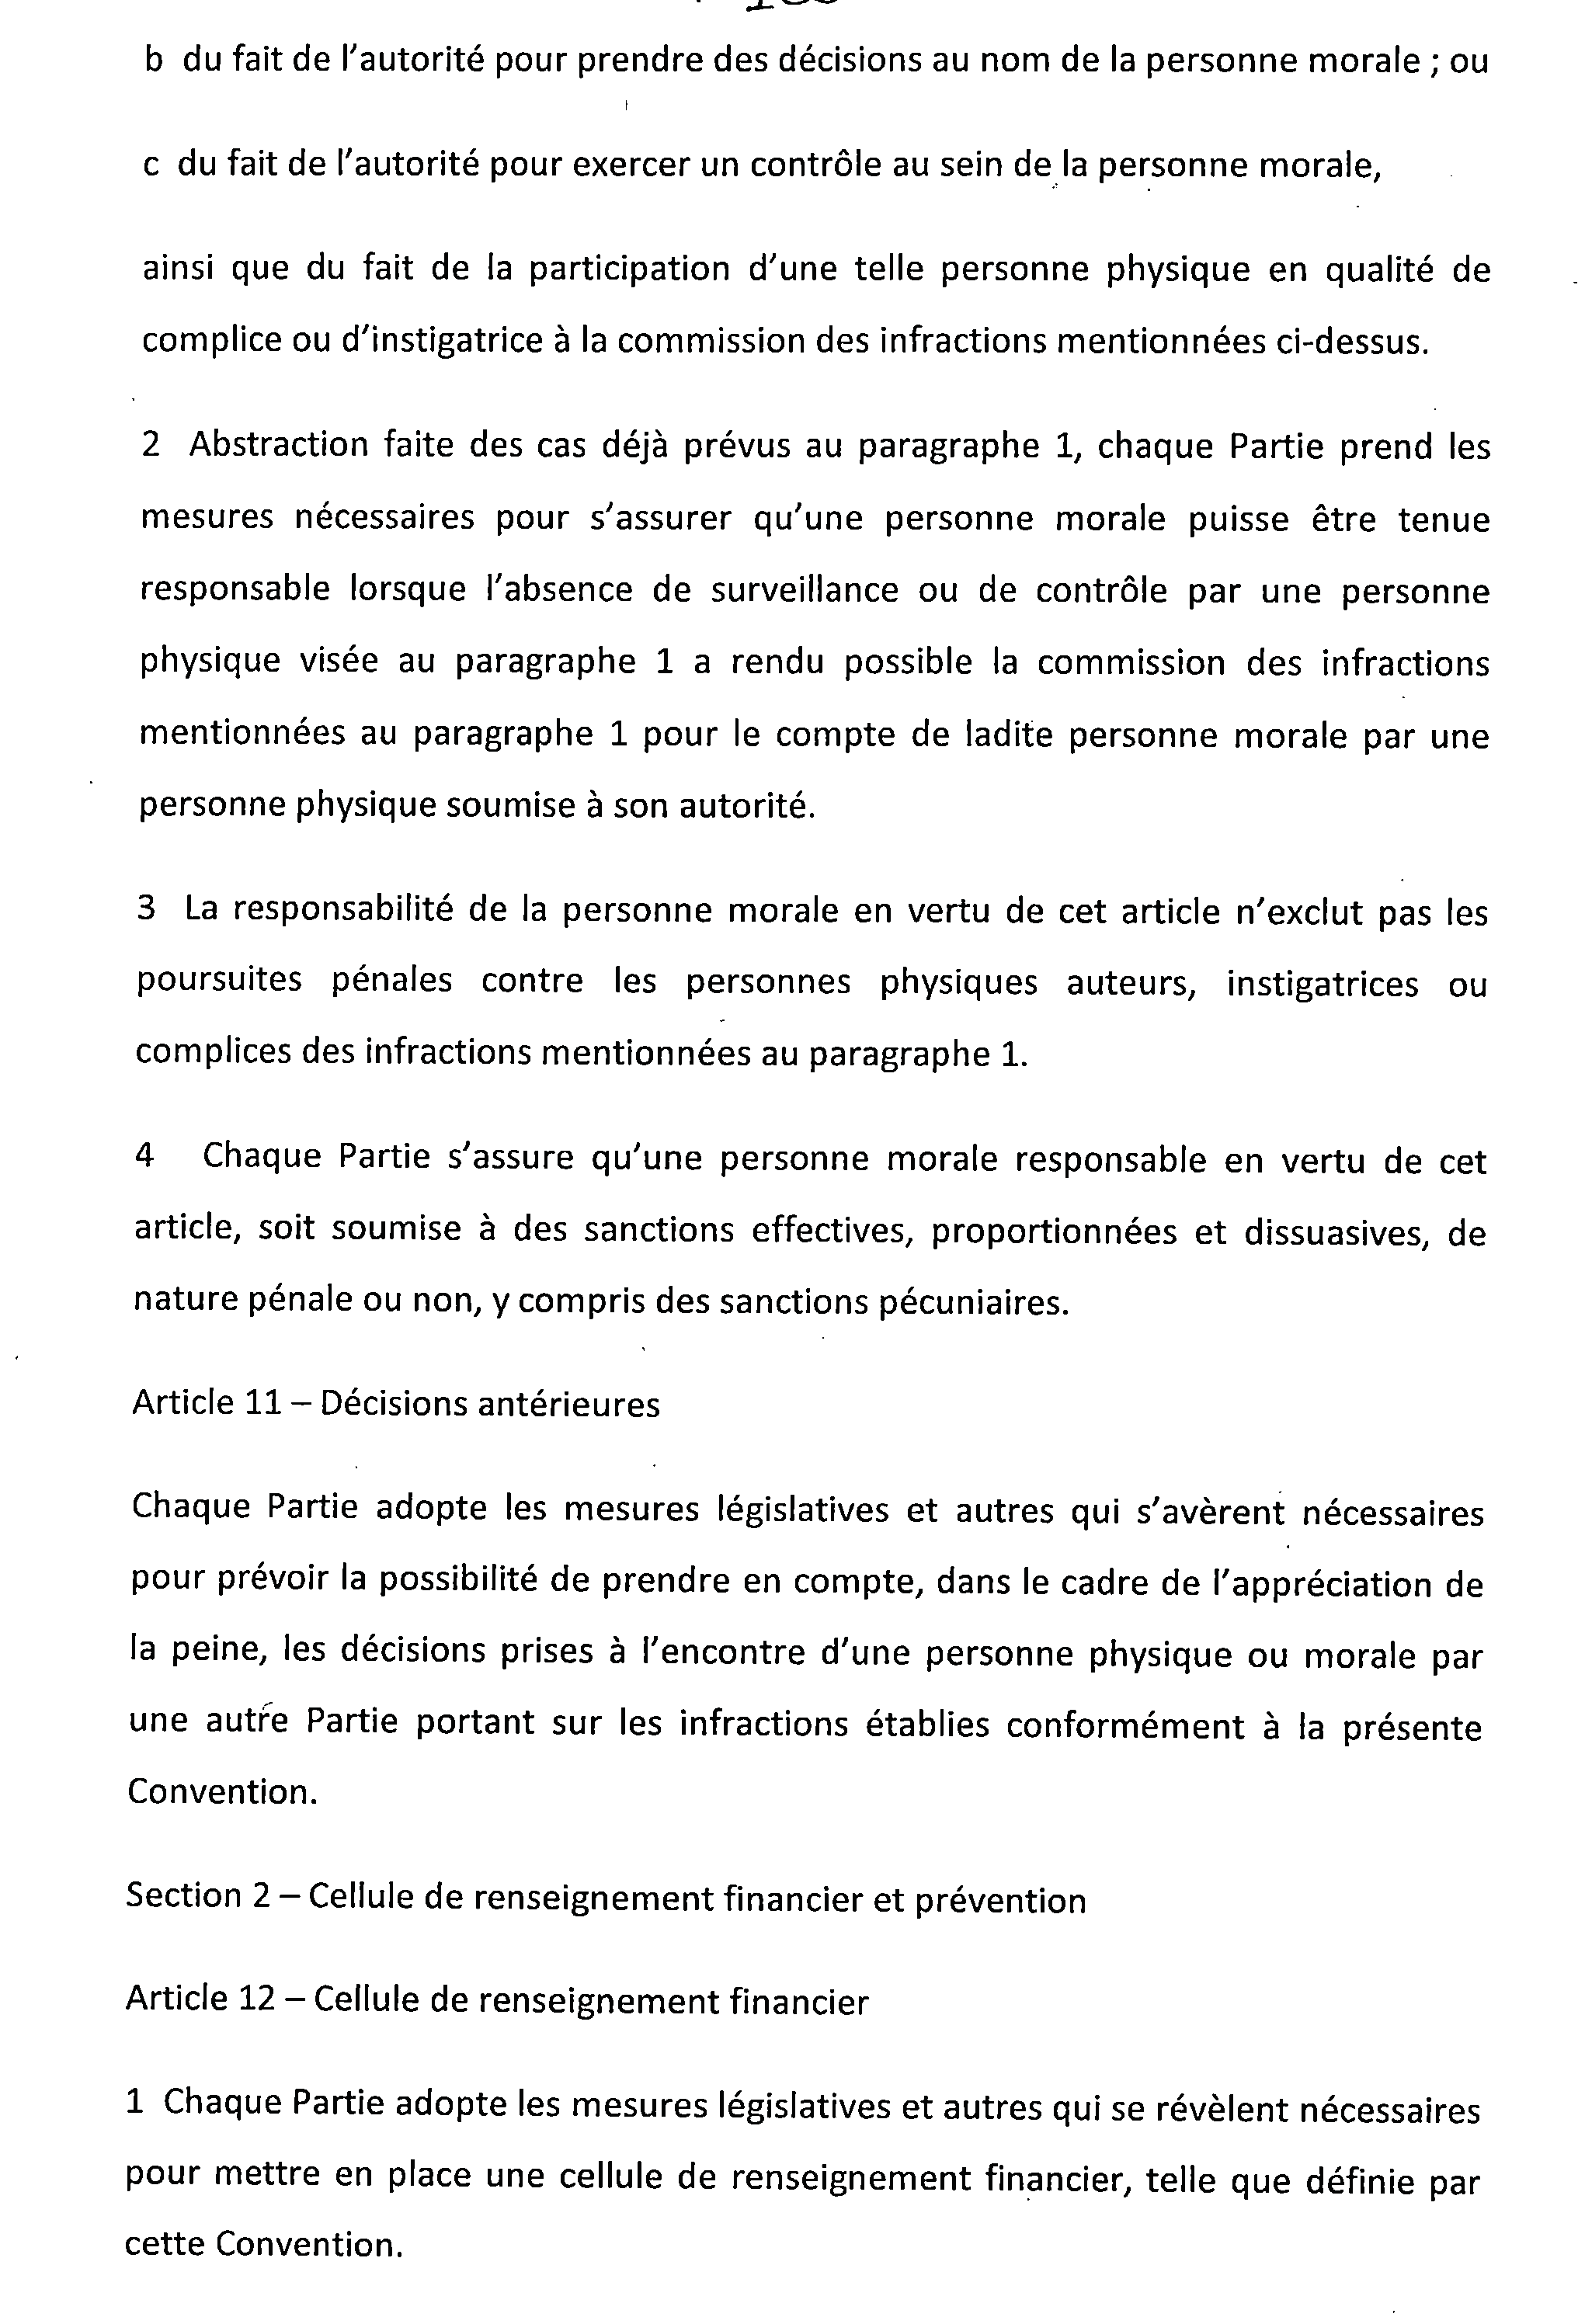 b du fait de l'autorité pour prendre des décisions au nom de la personne morale ; ou
c du fait de l'autorité pour exercer un contrôle au sein de la personne morale,
ainsi que du fait de la participation d'une telle personne physique en qualité de
complice ou d'instigatrice à la commission des infractions mentionnées ci-dessus.
2 Abstraction faite des cas déjà prévus au paragraphe 1, chaque Partie prend les
mesures nécessaires pour s'assurer qu'une personne morale puisse être tenue
responsable lorsque l'absence de surveillance ou de contrôle par une personne
physique visée au paragraphe 1 a rendu possible la commission des infractions
mentionnées au paragraphe 1 pour le compte de ladite personne morale par une
personne physique soumise à son autorité.
3 La responsabilité de la personne morale en vertu de cet article n'exclut pas les
poursuites pénales contre les personnes physiques auteurs, instigatrices ou
complices des infractions mentionnées au paragraphe 1.
4 Chaque Partie s'assure qu'une personne morale responsable en vertu de cet
article, soit soumise à des sanctions effectives, proportionnées et dissuasives, de
nature pénale ou non, y compris des sanctions pécuniaires.
Article 11 – Décisions antérieures
Chaque Partie adopte les mesures législatives et autres qui s'avèrent nécessaires
pour prévoir la possibilité de prendre en compte, dans le cadre de l'appréciation de
la peine, les décisions prises à l'encontre d'une personne physique ou morale par
une autre Partie portant sur les infractions établies conformément à la présente
Convention.
Section 2 – Cellule de renseignement financier et prévention
Article 12 – Cellule de renseignement financier
1 Chaque Partie adopte les mesures législatives et autres qui se révèlent nécessaires
pour mettre en place une cellule de renseignement financier, telle que définie par
cette Convention.